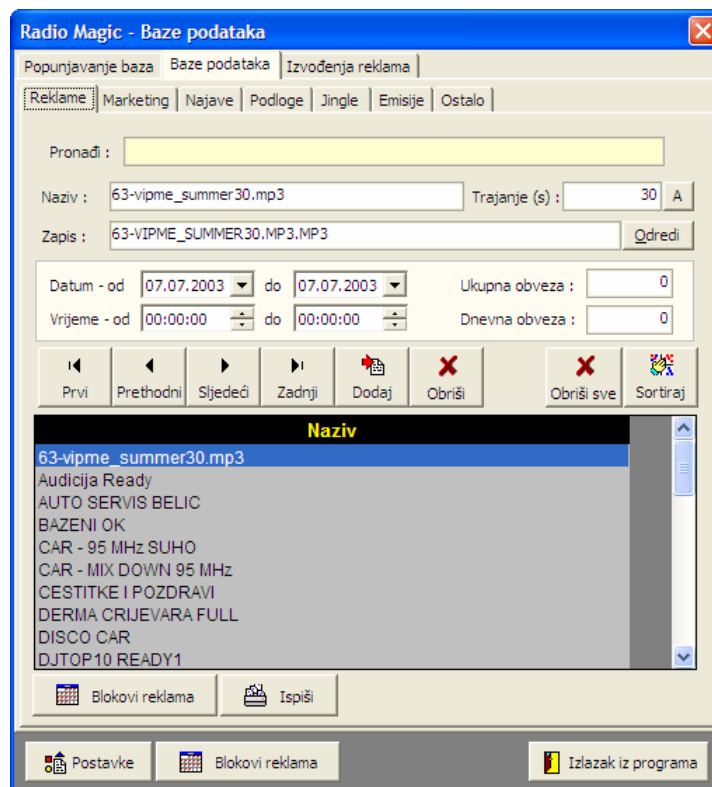 Radio Magic - Baze podataka
Popunjavanje baza Baze podataka Izvođenja reklama
Reklame Marketing Najave Podloge Jingle Emisije Ostalo
Pronađi :
Naziv : 63-vipme_summer30.mp3 Trajanje (s) : 30 A
Zapis : 63-VIPME_SUMMER30.MP3.MP3 Odredi
Datum - od 07.07.2003 do 07.07.2003 Ukupna obveza : 0
Vrijeme - od 00:00:00 do 00:00:00 Dnevna obveza : 0
Prvi Prethodni Sljedeći Zadnji Dodaj Obriši Obriši sve Sortiraj
Naziv
63-vipme_summer30.mp3
Audicija Ready
AUTO SERVIS BELIC
BAZENI OK
CAR - 95 MHz SUHO
CAR - MIX DOWN 95 MHz
CESTITKE I POZDRAVI
DERMA CRIJEVARA FULL
DISCO CAR
DJTOP10 READY1
Blokovi reklama Ispiši
Postavke Blokovi reklama Izlazak iz programa